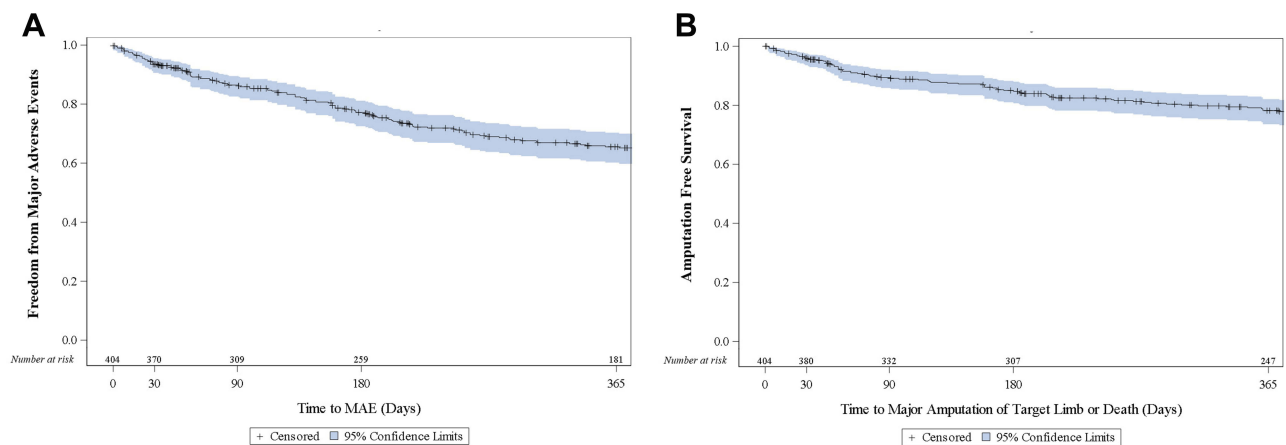 A
1.0
0.8
0.6
0.4
0.2
0.0
Freedom from Major Adverse Events
Number at risk 404 370 309 259 181
0 30 90 180 365
Time to MAE (Days)
+ Censored 95% Confidence Limits
B
1.0
0.8
0.6
0.4
0.2
0.0
Amputation Free Survival
Number at risk 404 380 332 307 247
0 30 90 180 365
Time to Major Amputation of Target Limb or Death (Days)
+ Censored 95% Confidence Limits